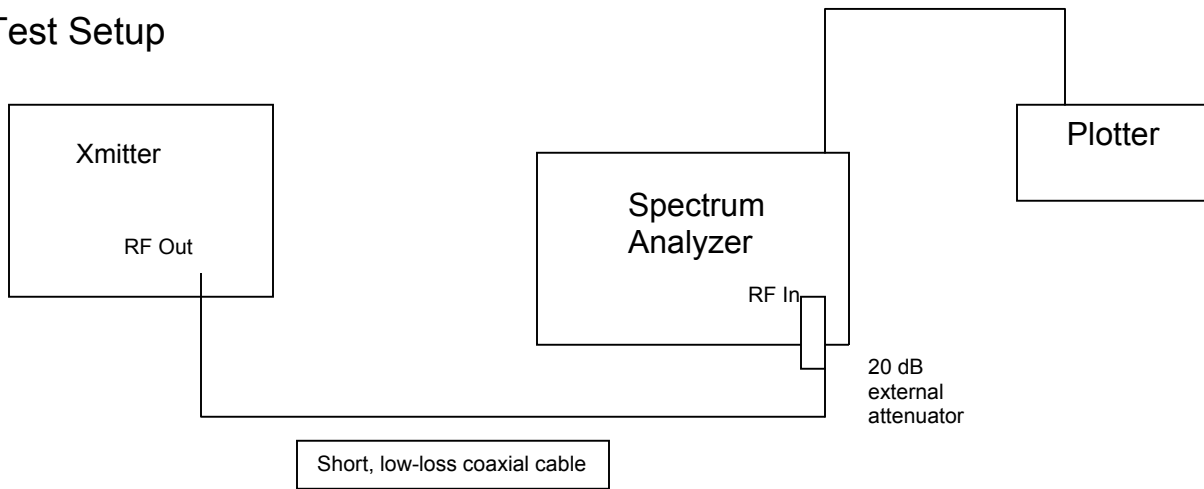 Test Setup
Xmitter
RF Out
Spectrum
Analyzer
RF In
Plotter
20 dB
external
attenuator
Short, low-loss coaxial cable